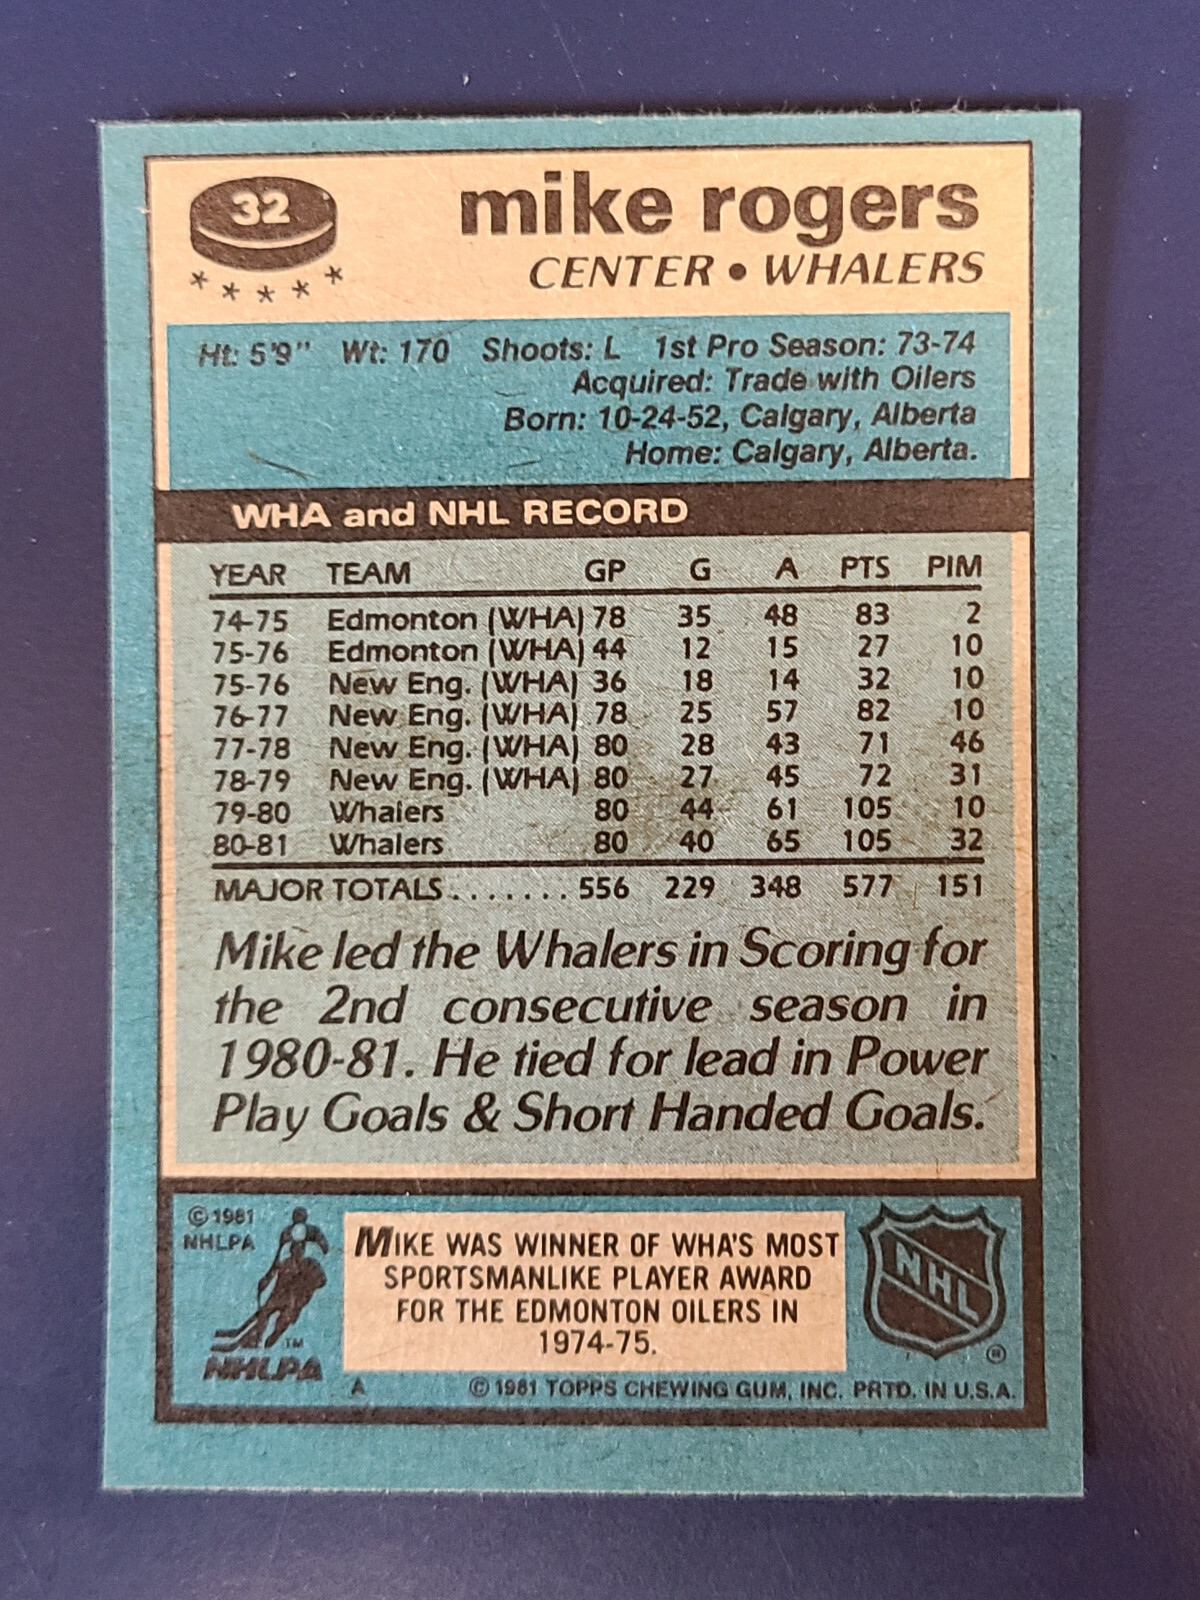 32
mike rogers
CENTER • WHALERS
Ht: 5'9" Wt: 170 Shoots: L 1st Pro Season: 73-74
Acquired: Trade with Oilers
Born: 10-24-52, Calgary, Alberta
Home: Calgary, Alberta.
WHA and NHL RECORD
YEAR TEAM GP G A PTS PIM
74-75 Edmonton (WHA) 78 35 48 83 2
75-76 Edmonton (WHA) 44 12 15 27 10
75-76 New Eng. (WHA) 36 18 14 32 10
76-77 New Eng. (WHA) 78 25 57 82 10
77-78 New Eng. (WHA) 80 28 43 71 46
78-79 New Eng. (WHA) 80 27 45 72 31
79-80 Whalers 80 44 61 105 10
80-81 Whalers 80 40 65 105 32
MAJOR TOTALS....... 556 229 348 577 151
Mike led the Whalers in Scoring for
the 2nd consecutive season in
1980-81. He tied for lead in Power
Play Goals & Short Handed Goals.
© 1981
NHLPA
TM
NHLPA
MIKE WAS WINNER OF WHA'S MOST
SPORTSMANLIKE PLAYER AWARD
FOR THE EDMONTON OILERS IN
1974-75.
NHL
®
A © 1981 TOPPS CHEWING GUM, INC. PRTD. IN U.S.A.